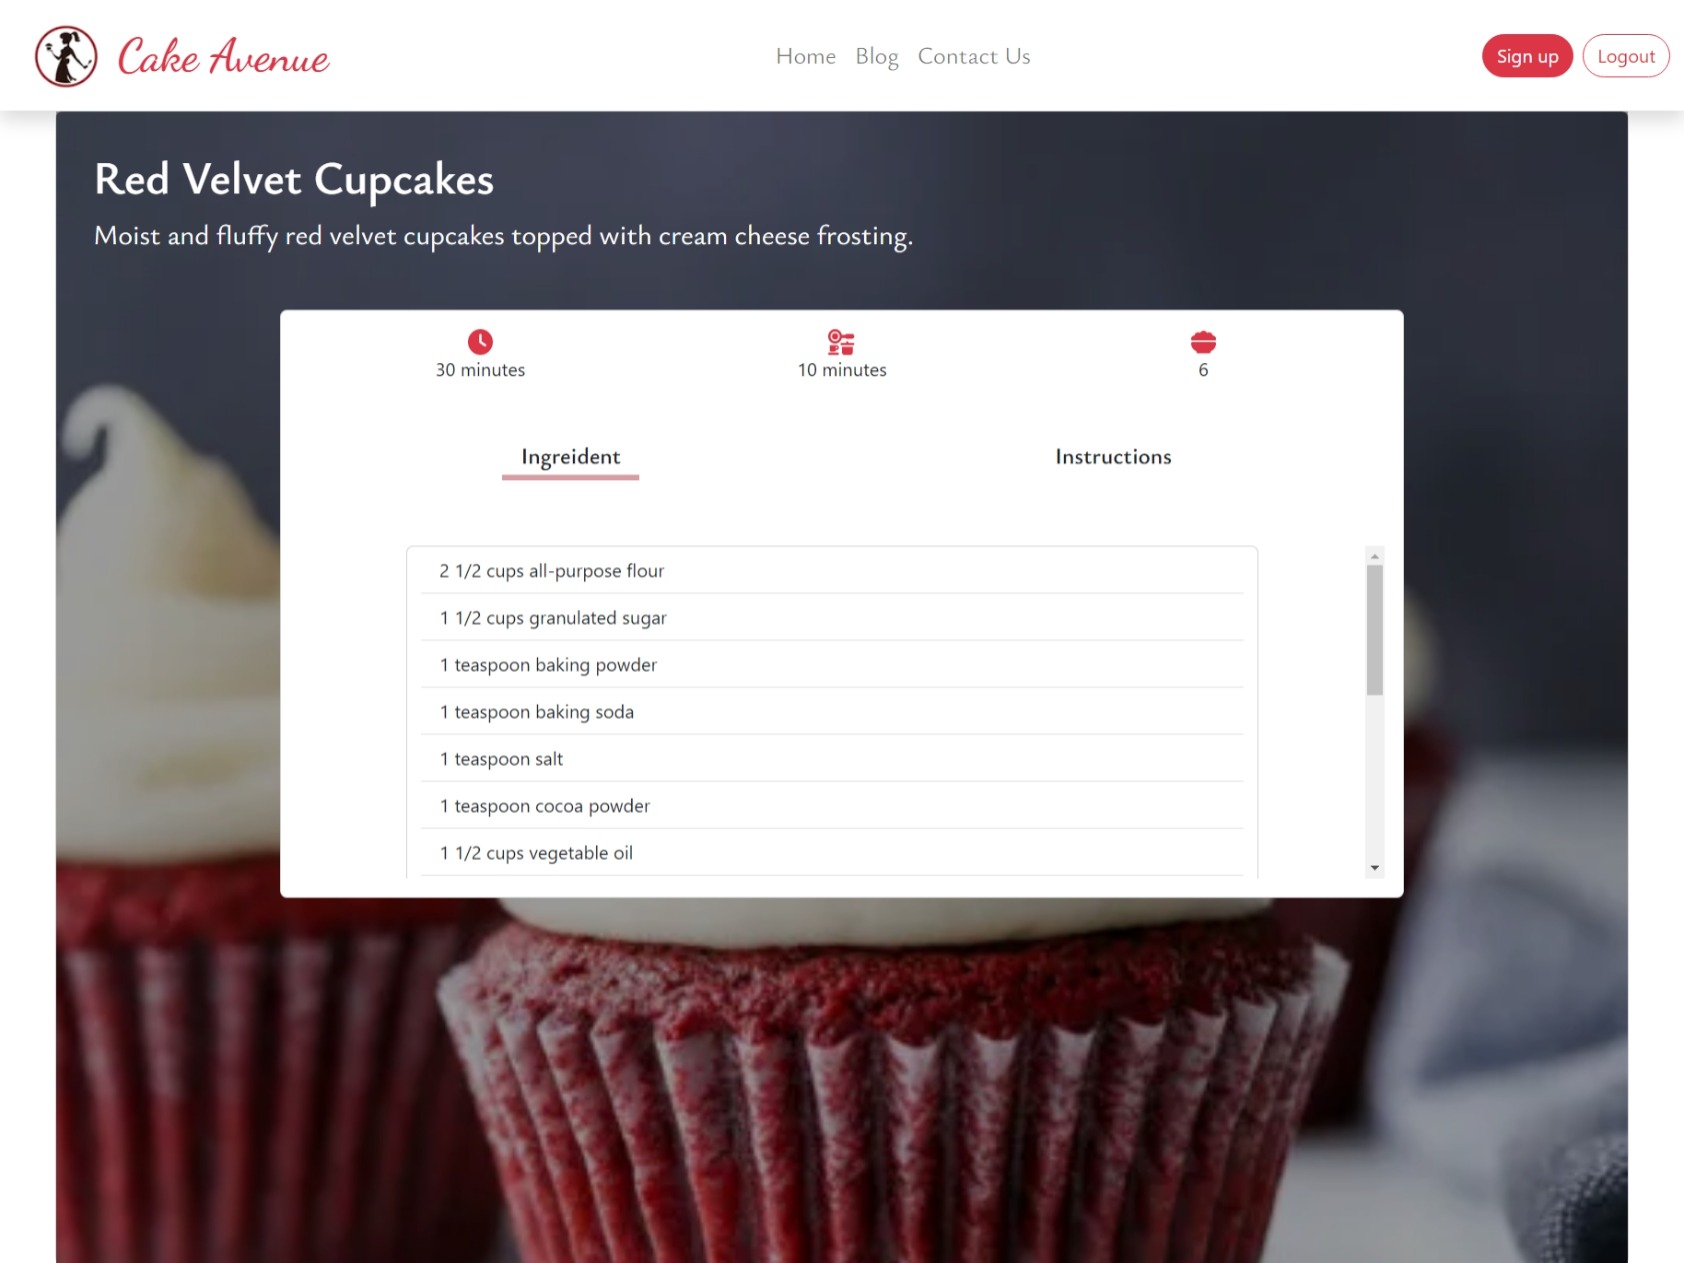 Cake Avenue
Home Blog Contact Us
Sign up Logout
Red Velvet Cupcakes
Moist and fluffy red velvet cupcakes topped with cream cheese frosting.
30 minutes 10 minutes 6
Ingreident Instructions
2 1/2 cups all-purpose flour
1 1/2 cups granulated sugar
1 teaspoon baking powder
1 teaspoon baking soda
1 teaspoon salt
1 teaspoon cocoa powder
1 1/2 cups vegetable oil